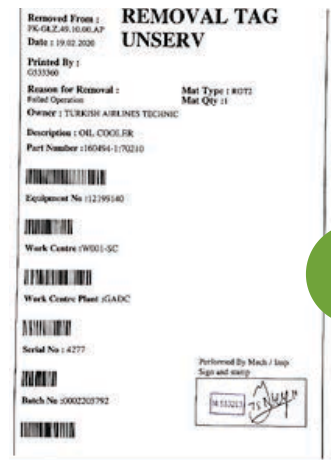 Removed From :
REMOVAL TAG
UNSERV
PK-GLZ,49.10.00,AP
Date : 19.02.2020
Printed By :
G333360
Reason for Removal :
Failed Operation
Mat Type : ROT2
Mat Qty :1
Owner : TURKISH AIRLINES TECHNIC
Description : OIL COOLER
Part Number :160494-1:70210
Equipment No :12399140
Work Centre :W001-SC
Work Centre Plant :GADC
Serial No : 4277
Performed By Mech / Insp
Sign and stamp
Batch No :0002203792